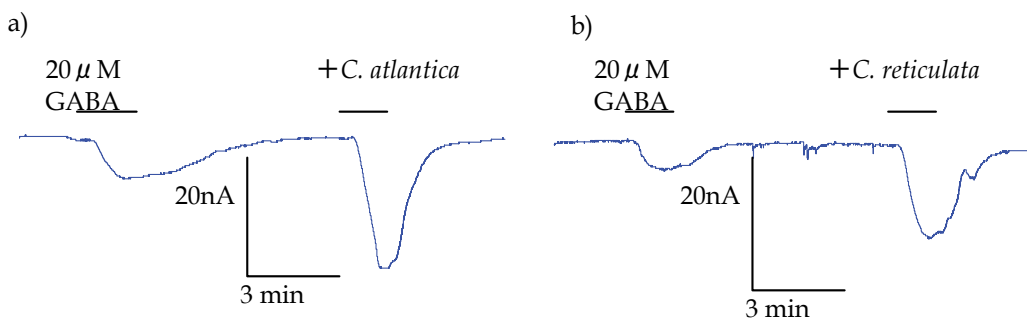 a)
20 μ M
GABA
+C. atlantica
20nA
3 min
b)
20 μ M
GABA
+C. reticulata
20nA
3 min